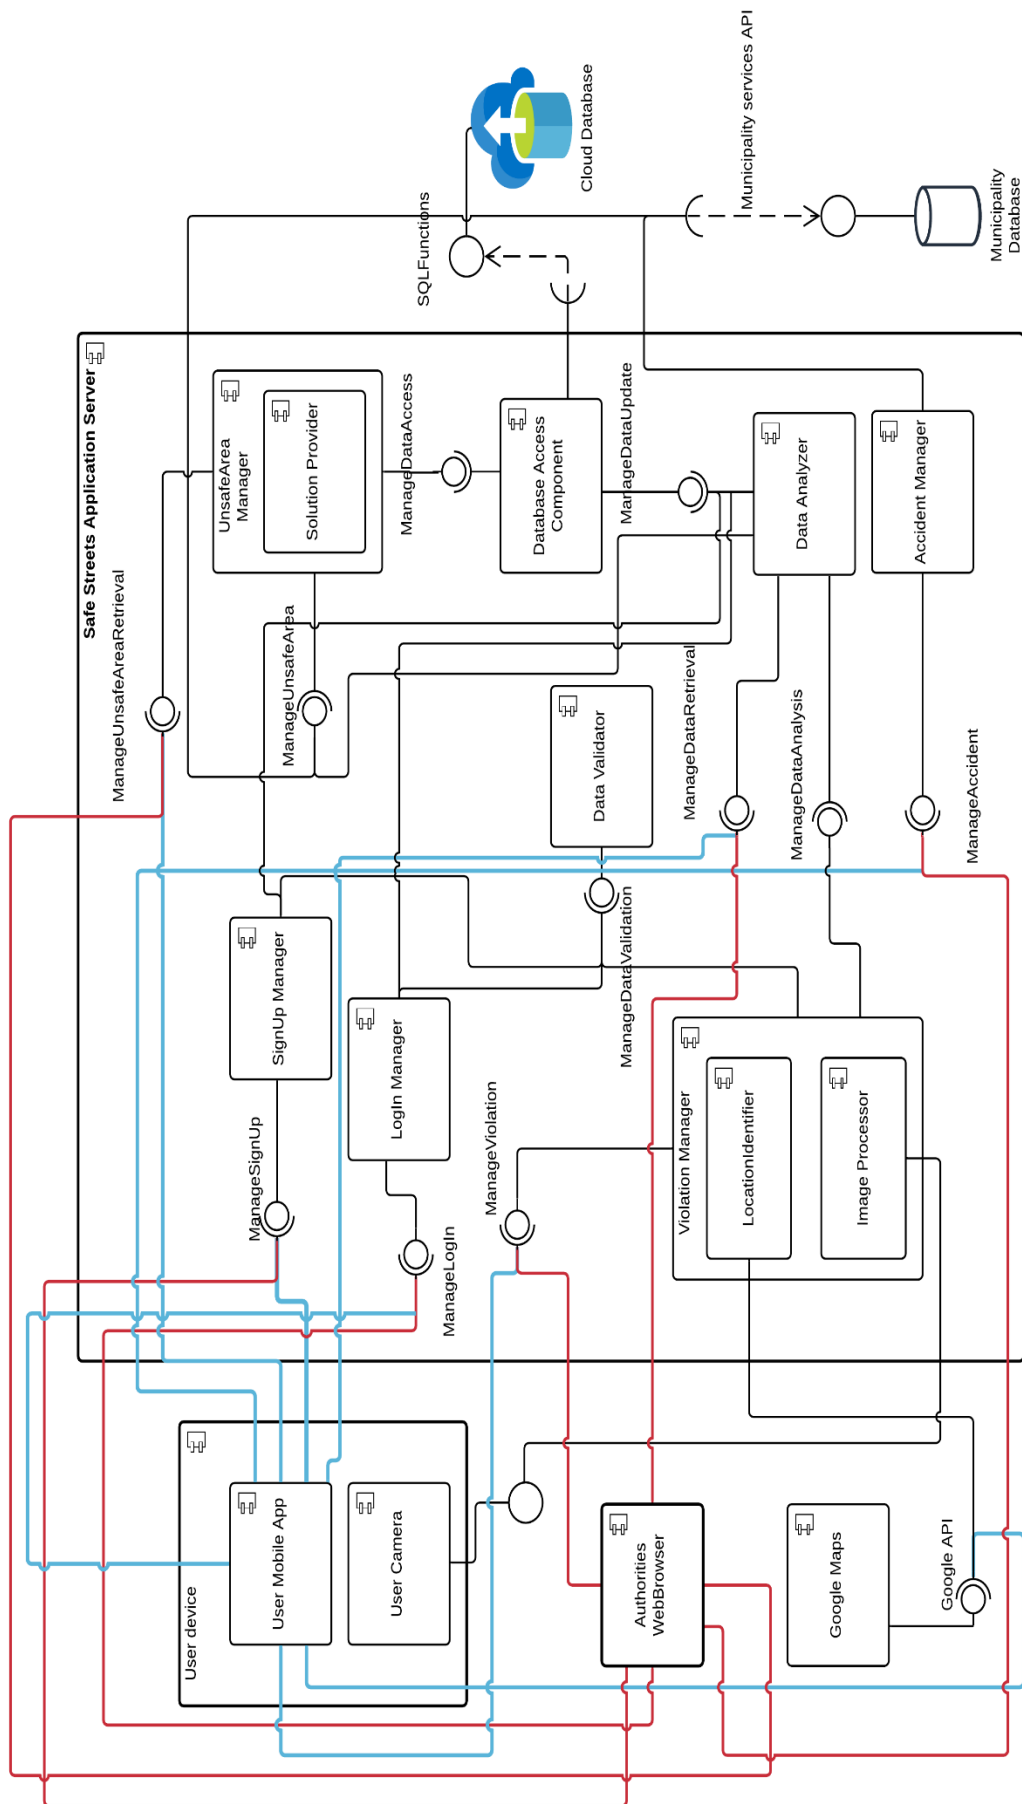 Safe Streets Application Server
User device
User Mobile App
User Camera
Authorities
WebBrowser
Google Maps
Google API
ManageSignUp
ManageLogIn
ManageViolation
SignUp Manager
LogIn Manager
Violation Manager
LocationIdentifier
Image Processor
ManageUnsafeAreaRetrieval
ManageUnsafeArea
ManageDataValidation
Data Validator
ManageDataRetrieval
ManageDataAnalysis
ManageAccident
UnsafeArea
Manager
Solution Provider
ManageDataAccess
Database Access
Component
ManageDataUpdate
Data Analyzer
Accident Manager
SQLFunctions
Cloud Database
Municipality services API
Municipality
Database